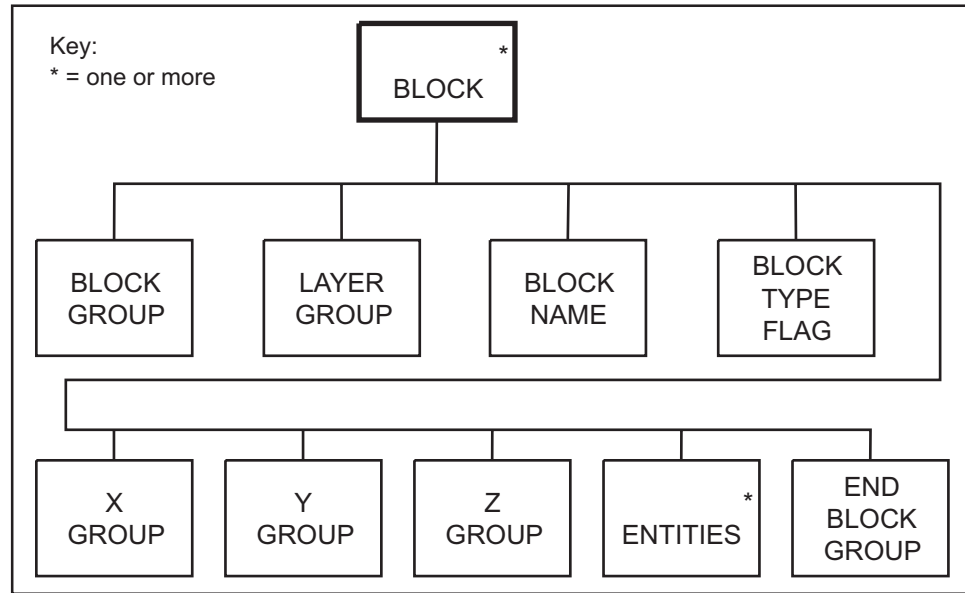 Key:
* = one or more
*
BLOCK
BLOCK
GROUP
LAYER
GROUP
BLOCK
NAME
BLOCK
TYPE
FLAG
X
GROUP
Y
GROUP
Z
GROUP
*
ENTITIES
END
BLOCK
GROUP